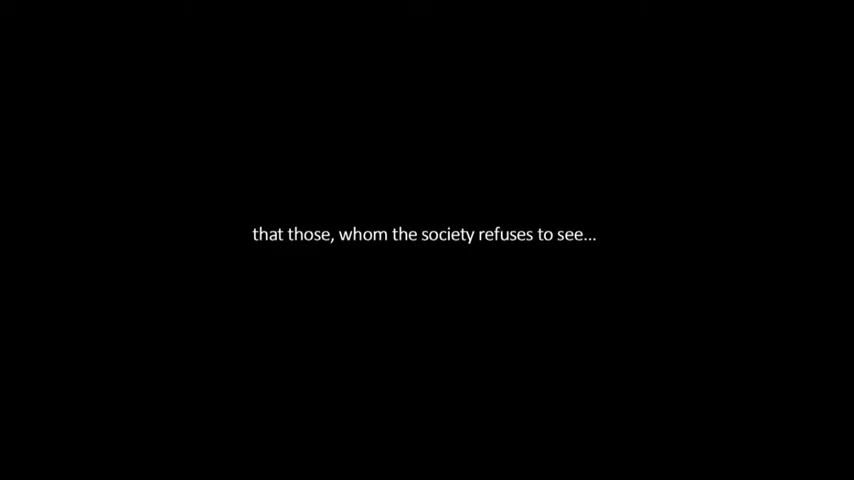 that those, whom the society refuses to see...